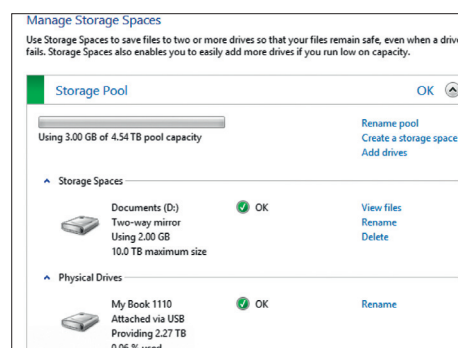 Manage Storage Spaces
Use Storage Spaces to save files to two or more drives so that your files remain safe, even when a drive
fails. Storage Spaces also enables you to easily add more drives if you run low on capacity.
Storage Pool OK
Using 3.00 GB of 4.54 TB pool capacity
Rename pool
Create a storage space
Add drives
Storage Spaces
Documents (D:) OK View files
Two-way mirror Rename
Using 2.00 GB Delete
10.0 TB maximum size
Physical Drives
My Book 1110 OK Rename
Attached via USB
Providing 2.27 TB
0.06 % used